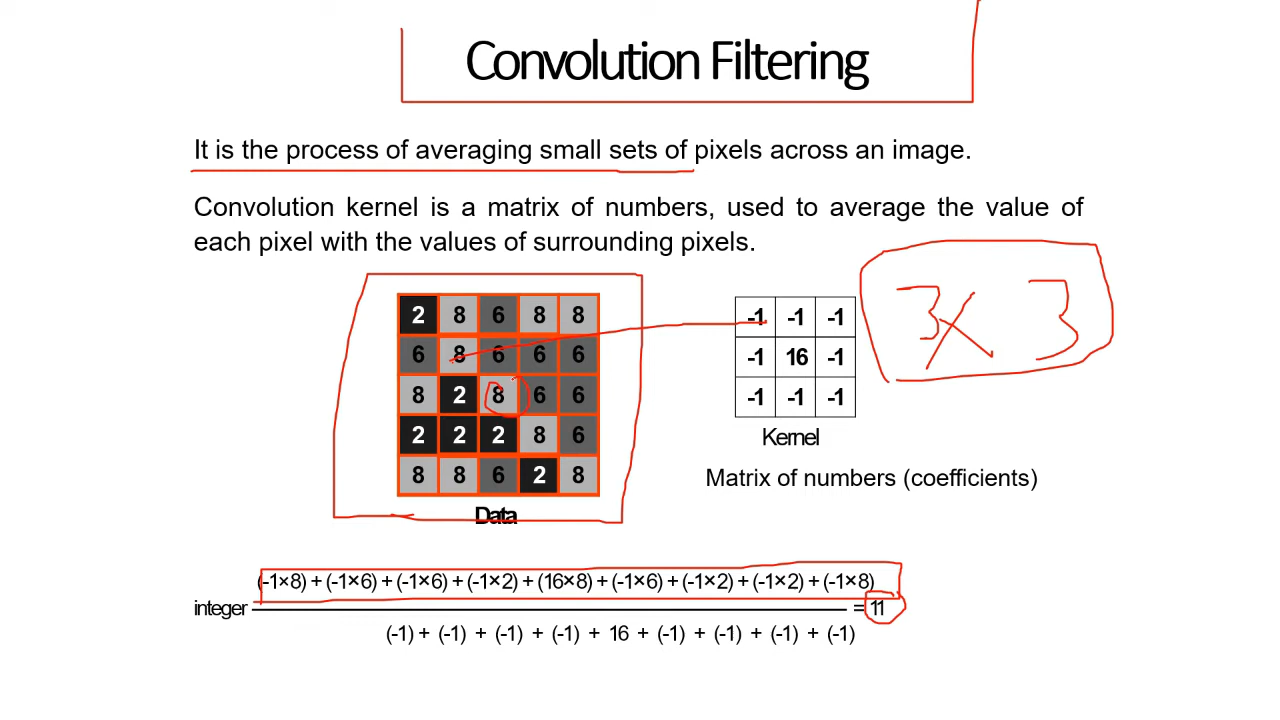 Convolution Filtering
It is the process of averaging small sets of pixels across an image.
Convolution kernel is a matrix of numbers, used to average the value of
each pixel with the values of surrounding pixels.
2 8 6 8 8
6 8 6 6 6
8 2 8 6 6
2 2 2 8 6
8 8 6 2 8
Data
-1 -1 -1
-1 16 -1
-1 -1 -1
Kernel
Matrix of numbers (coefficients)
3 x 3
(-1×8) + (-1×6) + (-1×6) + (-1×2) + (16×8) + (-1×6) + (-1×2) + (-1×2) + (-1×8)
integer = 11
(-1) + (-1) + (-1) + (-1) + 16 + (-1) + (-1) + (-1) + (-1)